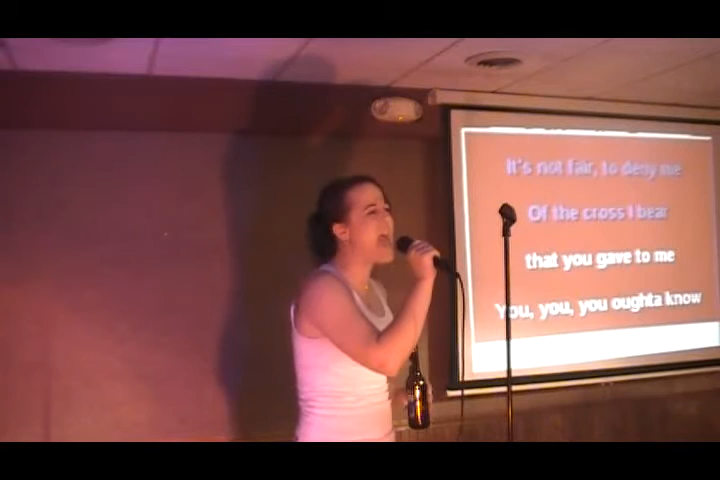 It's not fair, to deny me
Of the cross I bear
that you gave to me
You, you, you oughta know